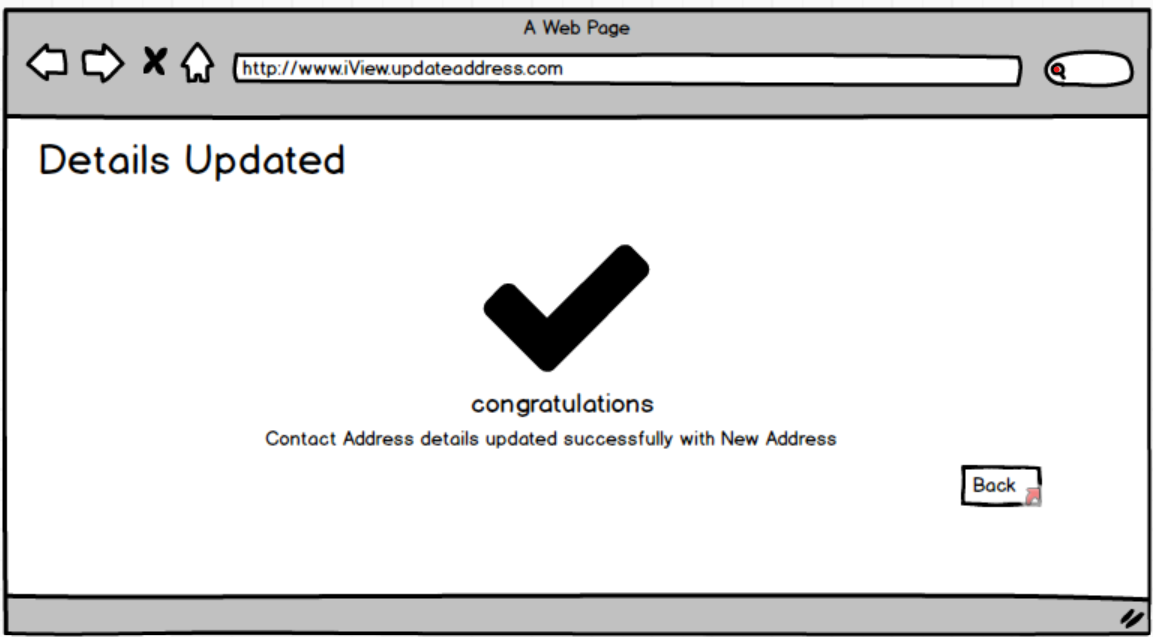 A Web Page
http://www.iView.updateaddress.com
Details Updated
congratulations
Contact Address details updated successfully with New Address
Back